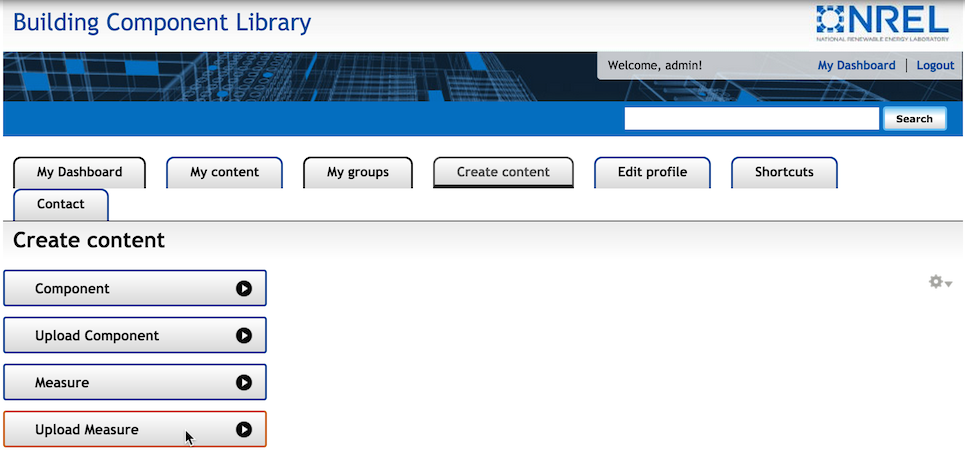 Building Component Library
NREL
NATIONAL RENEWABLE ENERGY LABORATORY
Welcome, admin!
My Dashboard | Logout
Search
My Dashboard
My content
My groups
Create content
Edit profile
Shortcuts
Contact
Create content
Component
Upload Component
Measure
Upload Measure